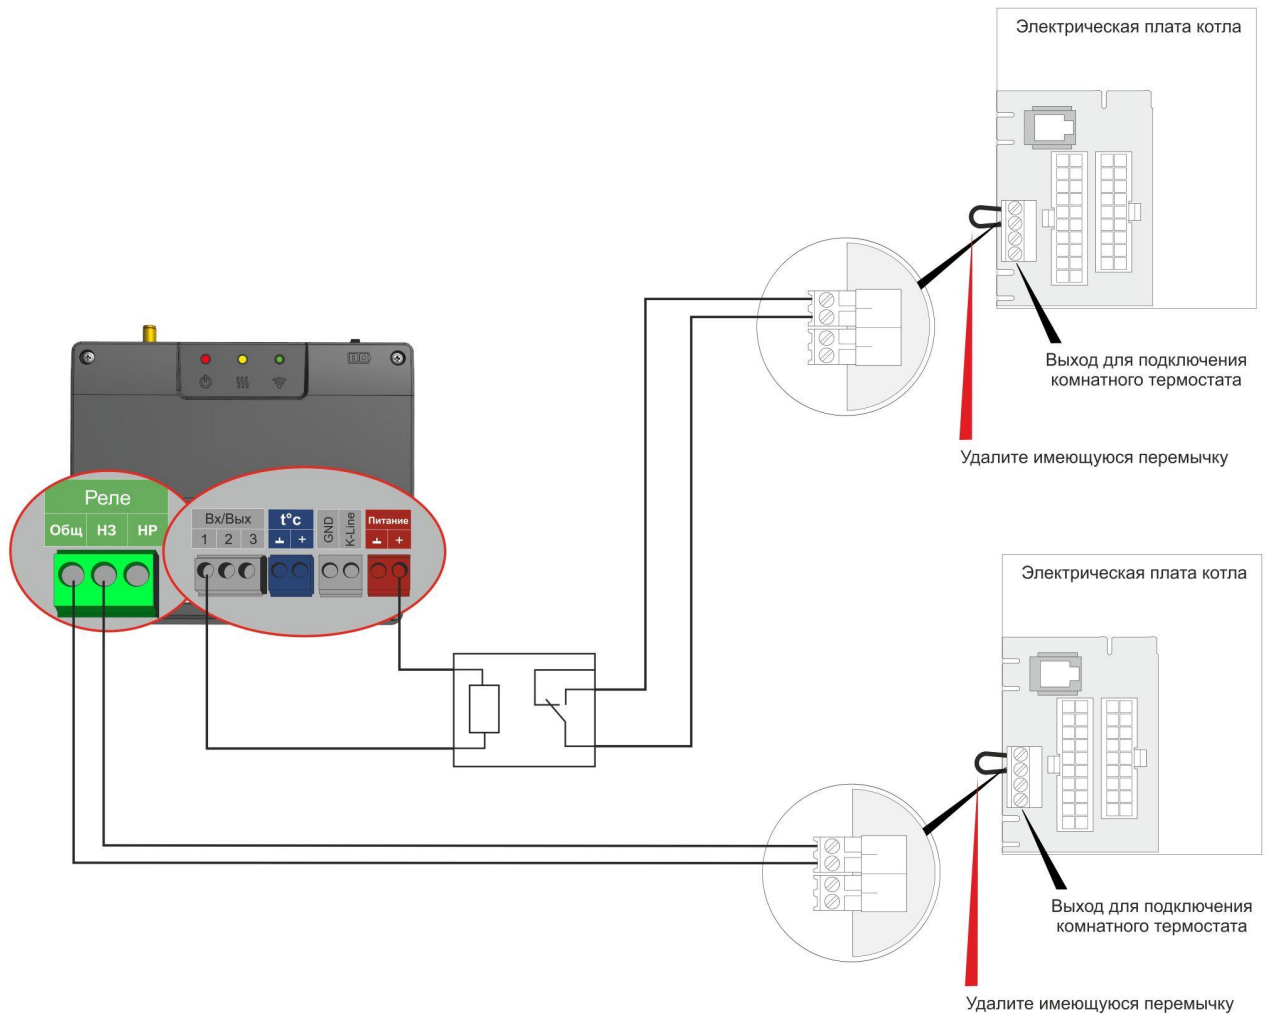 Электрическая плата котла
Выход для подключения
комнатного термостата
Удалите имеющуюся перемычку
Реле
Общ НЗ НР
Вх/Вых
1 2 3
t°c
+
GND
K-Line
Питание
+
Электрическая плата котла
Выход для подключения
комнатного термостата
Удалите имеющуюся перемычку